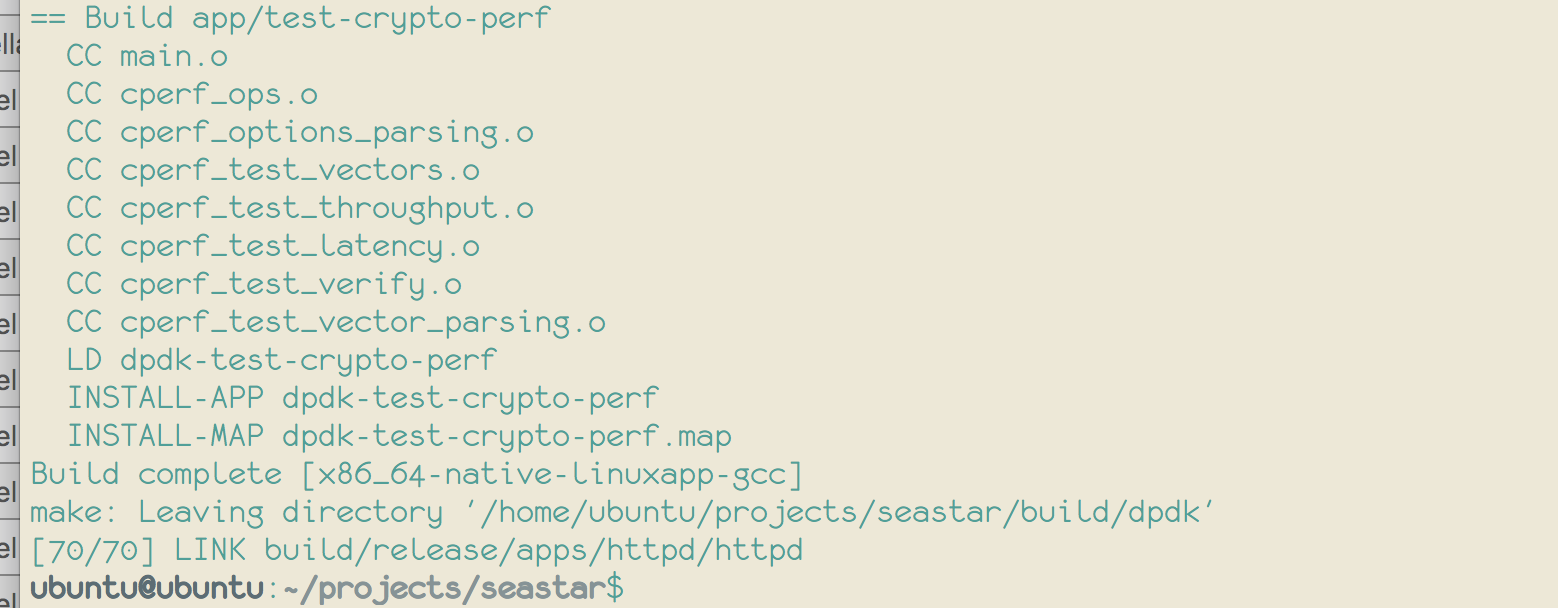 == Build app/test-crypto-perf
CC main.o
CC cperf_ops.o
CC cperf_options_parsing.o
CC cperf_test_vectors.o
CC cperf_test_throughput.o
CC cperf_test_latency.o
CC cperf_test_verify.o
CC cperf_test_vector_parsing.o
LD dpdk-test-crypto-perf
INSTALL-APP dpdk-test-crypto-perf
INSTALL-MAP dpdk-test-crypto-perf.map
Build complete [x86_64-native-linuxapp-gcc]
make: Leaving directory '/home/ubuntu/projects/seastar/build/dpdk'
[70/70] LINK build/release/apps/httpd/httpd
ubuntu@ubuntu:~/projects/seastar$